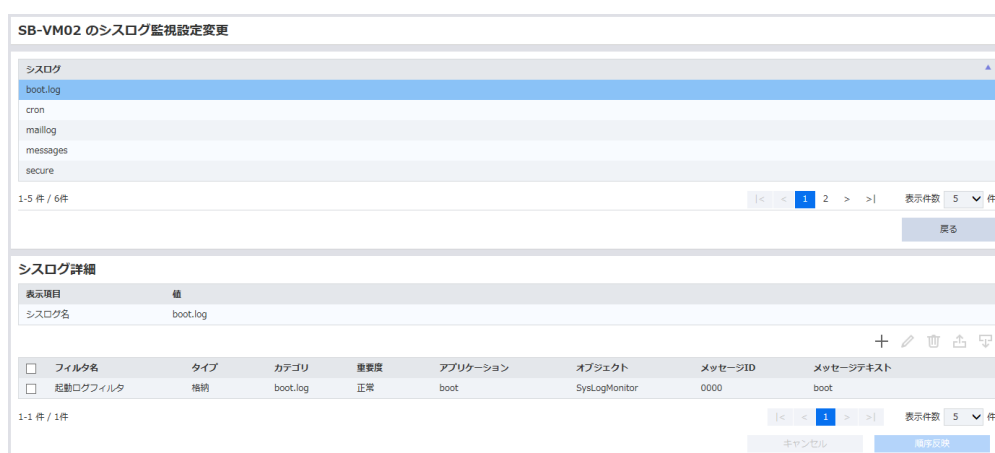 SB-VM02 のシスログ監視設定変更
シスログ ▲
boot.log
cron
maillog
messages
secure
1-5 件 / 6件 |< < 1 2 > >| 表示件数 5 件
戻る
シスログ詳細
表示項目 値
シスログ名 boot.log
フィルタ名 タイプ カテゴリ 重要度 アプリケーション オブジェクト メッセージID メッセージテキスト
起動ログフィルタ 格納 boot.log 正常 boot SysLogMonitor 0000 boot
1-1 件 / 1件 |< < 1 > >| 表示件数 5 件
キャンセル 順序反映